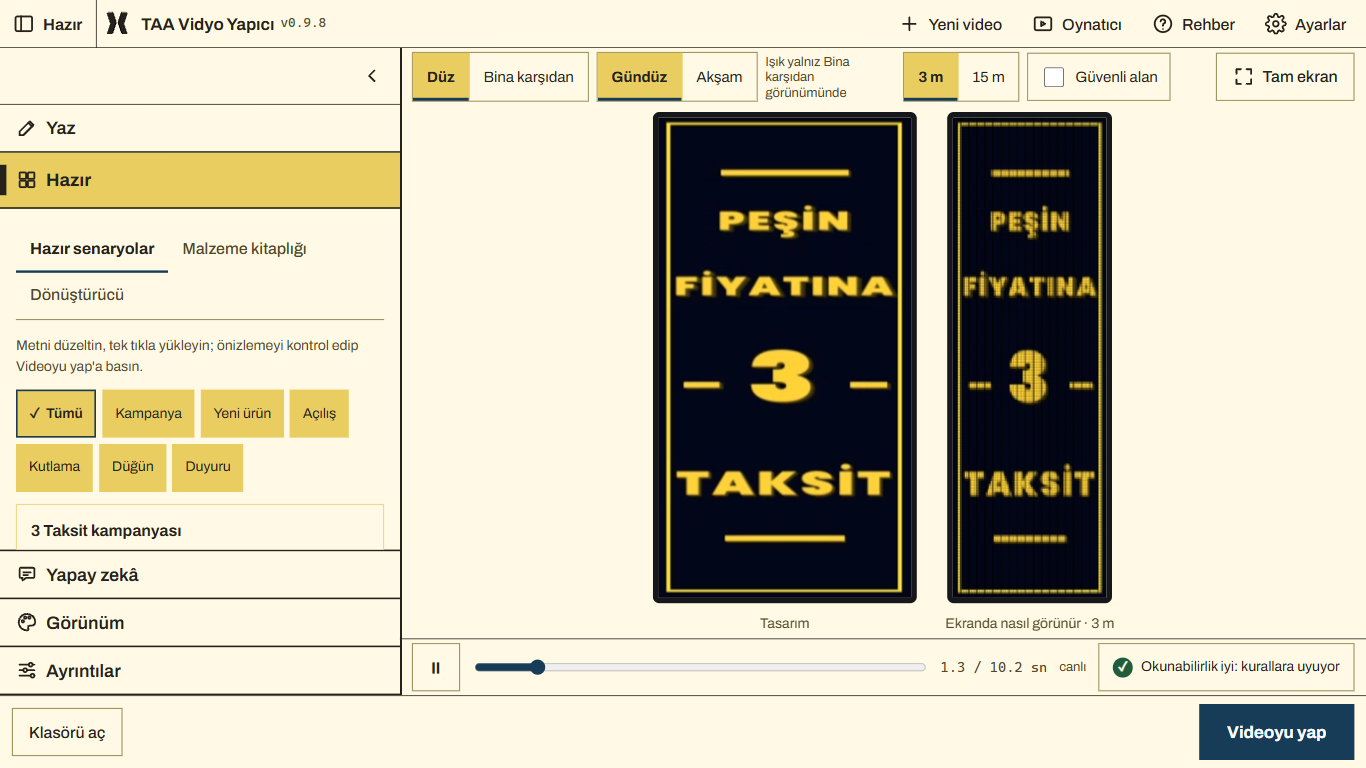 Hazır
TAA Vidyo Yapıcı v0.9.8
Yeni video
Oynatıcı
Rehber
Ayarlar
Yaz
Hazır
Hazır senaryolar
Malzeme kitaplığı
Dönüştürücü
Metni düzeltin, tek tıkla yükleyin; önizlemeyi kontrol edip
Videoyu yap'a basın.
✓ Tümü
Kampanya
Yeni ürün
Açılış
Kutlama
Düğün
Duyuru
3 Taksit kampanyası
Yapay zekâ
Görünüm
Ayrıntılar
Klasörü aç
Düz
Bina karşıdan
Gündüz
Akşam
Işık yalnız Bina
karşıdan
görünümünde
3 m
15 m
Güvenli alan
Tam ekran
PEŞİN
FİYATINA
3
TAKSİT
Tasarım
PEŞİN
FİYATINA
3
TAKSİT
Ekranda nasıl görünür · 3 m
1.3 / 10.2 sn
canlı
Okunabilirlik iyi: kurallara uyuyor
Videoyu yap